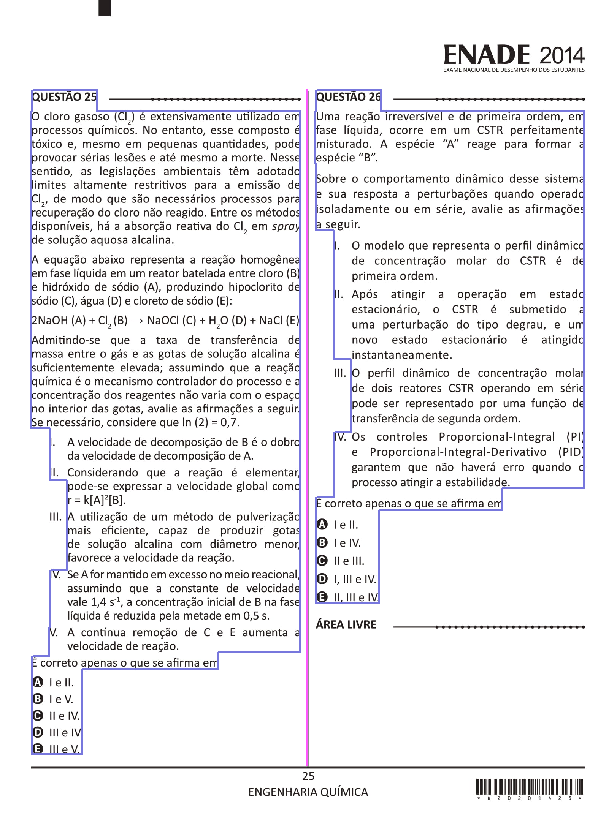 ENADE 2014
EXAME NACIONAL DE DESEMPENHO DOS ESTUDANTES
QUESTÃO 25
O cloro gasoso (Cl2) é extensivamente utilizado em
processos químicos. No entanto, esse composto é
tóxico e, mesmo em pequenas quantidades, pode
provocar sérias lesões e até mesmo a morte. Nesse
sentido, as legislações ambientais têm adotado
limites altamente restritivos para a emissão de
Cl2, de modo que são necessários processos para
recuperação do cloro não reagido. Entre os métodos
disponíveis, há a absorção reativa do Cl2 em spray
de solução aquosa alcalina.
A equação abaixo representa a reação homogênea
em fase líquida em um reator batelada entre cloro (B)
e hidróxido de sódio (A), produzindo hipoclorito de
sódio (C), água (D) e cloreto de sódio (E):
2NaOH (A) + Cl2 (B) → NaOCl (C) + H2O (D) + NaCl (E)
Admitindo-se que a taxa de transferência de
massa entre o gás e as gotas de solução alcalina é
suficientemente elevada; assumindo que a reação
química é o mecanismo controlador do processo e a
concentração dos reagentes não varia com o espaço
no interior das gotas, avalie as afirmações a seguir.
Se necessário, considere que ln (2) = 0,7.
I. A velocidade de decomposição de B é o dobro
da velocidade de decomposição de A.
II. Considerando que a reação é elementar,
pode-se expressar a velocidade global como
r = k[A]²[B].
III. A utilização de um método de pulverização
mais eficiente, capaz de produzir gotas
de solução alcalina com diâmetro menor,
favorece a velocidade da reação.
IV. Se A for mantido em excesso no meio reacional,
assumindo que a constante de velocidade
vale 1,4 s⁻¹, a concentração inicial de B na fase
líquida é reduzida pela metade em 0,5 s.
V. A contínua remoção de C e E aumenta a
velocidade de reação.
É correto apenas o que se afirma em
A I e II.
B I e V.
C II e IV.
D III e IV.
E III e V.
QUESTÃO 26
Uma reação irreversível e de primeira ordem, em
fase líquida, ocorre em um CSTR perfeitamente
misturado. A espécie “A” reage para formar a
espécie “B”.
Sobre o comportamento dinâmico desse sistema
e sua resposta a perturbações quando operado
isoladamente ou em série, avalie as afirmações
a seguir.
I. O modelo que representa o perfil dinâmico
de concentração molar do CSTR é de
primeira ordem.
II. Após atingir a operação em estado
estacionário, o CSTR é submetido a
uma perturbação do tipo degrau, e um
novo estado estacionário é atingido
instantaneamente.
III. O perfil dinâmico de concentração molar
de dois reatores CSTR operando em série
pode ser representado por uma função de
transferência de segunda ordem.
IV. Os controles Proporcional-Integral (PI)
e Proporcional-Integral-Derivativo (PID)
garantem que não haverá erro quando o
processo atingir a estabilidade.
É correto apenas o que se afirma em
A I e II.
B I e IV.
C II e III.
D I, III e IV.
E II, III e IV.
ÁREA LIVRE
25
ENGENHARIA QUÍMICA